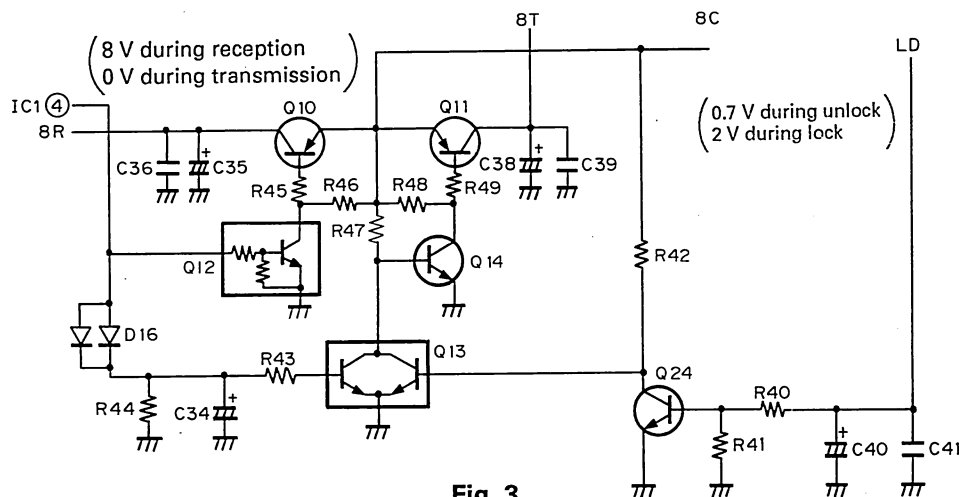 8T
8C
LD
8 V during reception
0 V during transmission
IC1 4
8R
Q10
Q11
0.7 V during unlock
2 V during lock
C36
C35
C38
C39
R45
R46
R48
R49
R47
Q12
Q14
R42
D16
R43
Q13
Q24
R40
R44
C34
R41
C40
C41
Fig. 3